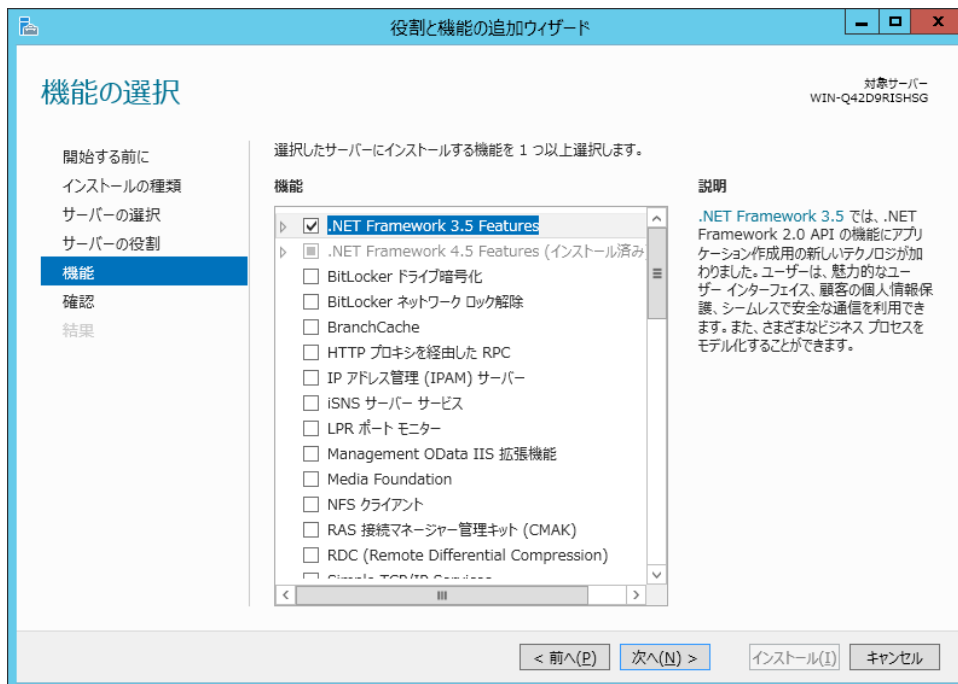 役割と機能の追加ウィザード
機能の選択
対象サーバー
WIN-Q42D9RISHSG
開始する前に
インストールの種類
サーバーの選択
サーバーの役割
機能
確認
結果
選択したサーバーにインストールする機能を 1 つ以上選択します。
機能
.NET Framework 3.5 Features
.NET Framework 4.5 Features (インストール済み
BitLocker ドライブ暗号化
BitLocker ネットワーク ロック解除
BranchCache
HTTP プロキシを経由した RPC
IP アドレス管理 (IPAM) サーバー
iSNS サーバー サービス
LPR ポート モニター
Management OData IIS 拡張機能
Media Foundation
NFS クライアント
RAS 接続マネージャー管理キット (CMAK)
RDC (Remote Differential Compression)
Simple TCP/IP Services
説明
.NET Framework 3.5 では、.NET
Framework 2.0 API の機能にアプリ
ケーション作成用の新しいテクノロジが加
わりました。ユーザーは、魅力的なユー
ザー インターフェイス、顧客の個人情報保
護、シームレスで安全な通信を利用でき
ます。また、さまざまなビジネス プロセスを
モデル化することができます。
< 前へ(P)
次へ(N) >
インストール(I)
キャンセル